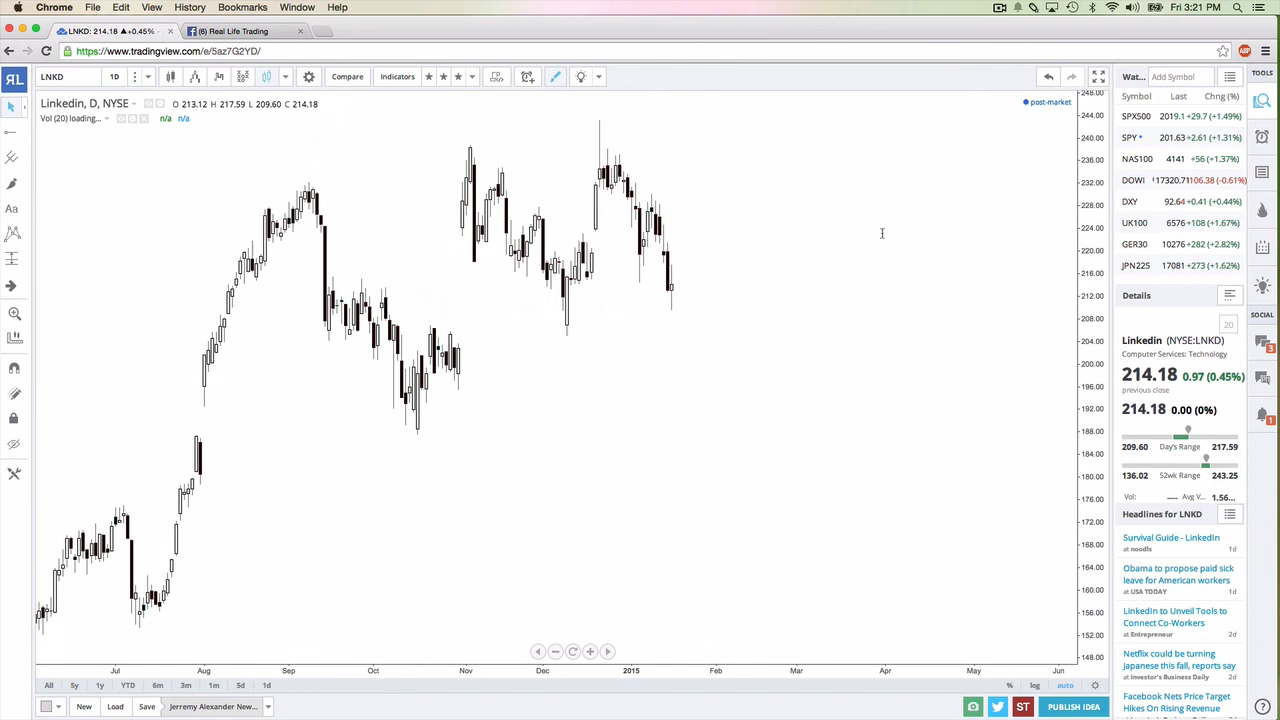 Chrome File Edit View History Bookmarks Window Help Fri 3:21 PM
LNKD: 214.18 ▲+0.45% × (6) Real Life Trading ×
https://www.tradingview.com/e/5az7G2YD/
RL LNKD 1D Compare Indicators
Linkedin, D, NYSE O 213.12 H 217.59 L 209.60 C 214.18
Vol (20) loading... n/a n/a
post-market
248.00
244.00
240.00
236.00
232.00
228.00
224.00
220.00
216.00
212.00
208.00
204.00
200.00
196.00
192.00
188.00
184.00
180.00
176.00
172.00
168.00
164.00
160.00
156.00
152.00
148.00
Jul Aug Sep Oct Nov Dec 2015 Feb Mar Apr May Jun
All 5y 1y YTD 6m 3m 1m 5d 1d % log auto
New Load Save Jerremy Alexander New... ST PUBLISH IDEA
Wat... Add Symbol
Symbol Last Chng (%)
SPX500 2019.1 +29.7 (+1.49%)
SPY 201.63 +2.61 (+1.31%)
NAS100 4141 +56 (+1.37%)
DOWI 17320.71 106.38 (-0.61%)
DXY 92.64 +0.41 (+0.44%)
UK100 6576 +108 (+1.67%)
GER30 10276 +282 (+2.82%)
JPN225 17081 +273 (+1.62%)
Details
20
Linkedin (NYSE:LNKD)
Computer Services: Technology
214.18 0.97 (0.45%)
previous close
214.18 0.00 (0%)
209.60 Day's Range 217.59
136.02 52wk Range 243.25
Vol: ---- Avg V... 1.56...
Headlines for LNKD
Survival Guide - LinkedIn
at noodls 1d
Obama to propose paid sick
leave for American workers
at USA TODAY 1d
LinkedIn to Unveil Tools to
Connect Co-Workers
at Entrepreneur 2d
Netflix could be turning
Japanese this fall, reports say
at Investor's Business Daily 2d
Facebook Nets Price Target
Hikes On Rising Revenue
TOOLS
SOCIAL
3
1
Aa
ABP